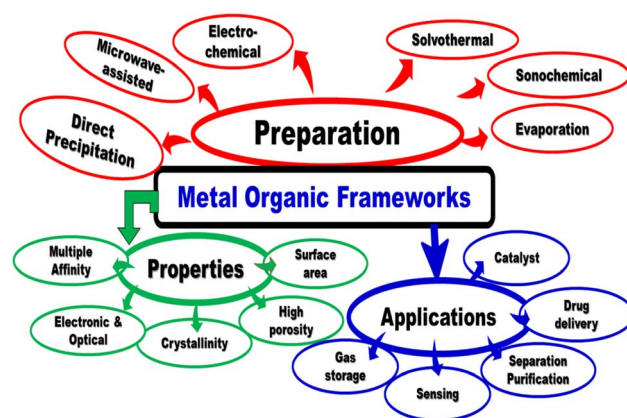 Electro-
chemical
Solvothermal
Microwave-
assisted
Sonochemical
Direct
Precipitation
Preparation
Evaporation
Metal Organic Frameworks
Multiple
Affinity
Properties
Surface
area
Electronic &
Optical
Crystallinity
High
porosity
Catalyst
Applications
Drug
delivery
Gas
storage
Sensing
Separation
Purification